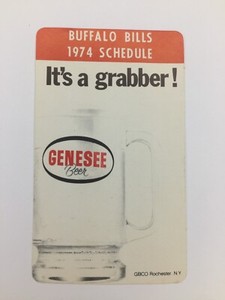 BUFFALO BILLS
1974 SCHEDULE
It's a grabber!
GENESEE
Beer
GBCO Rochester N.Y.